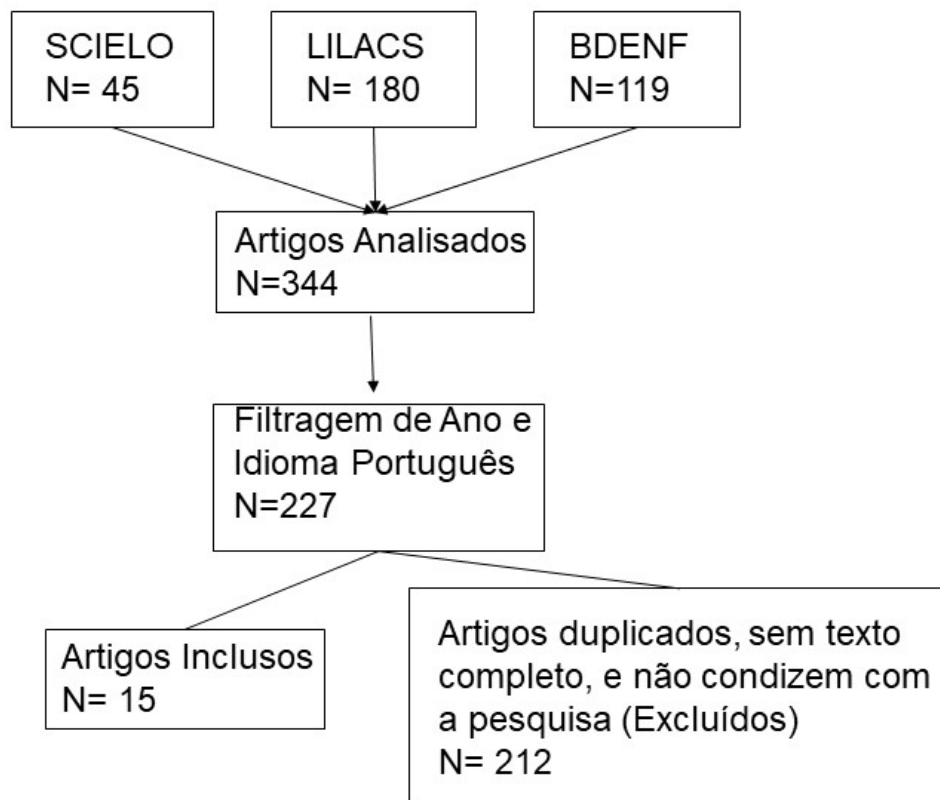 SCIELO
N= 45
LILACS
N= 180
BDENF
N=119
Artigos Analisados
N=344
Filtragem de Ano e
Idioma Português
N=227
Artigos Inclusos
N= 15
Artigos duplicados, sem texto
completo, e não condizem com
a pesquisa (Excluídos)
N= 212